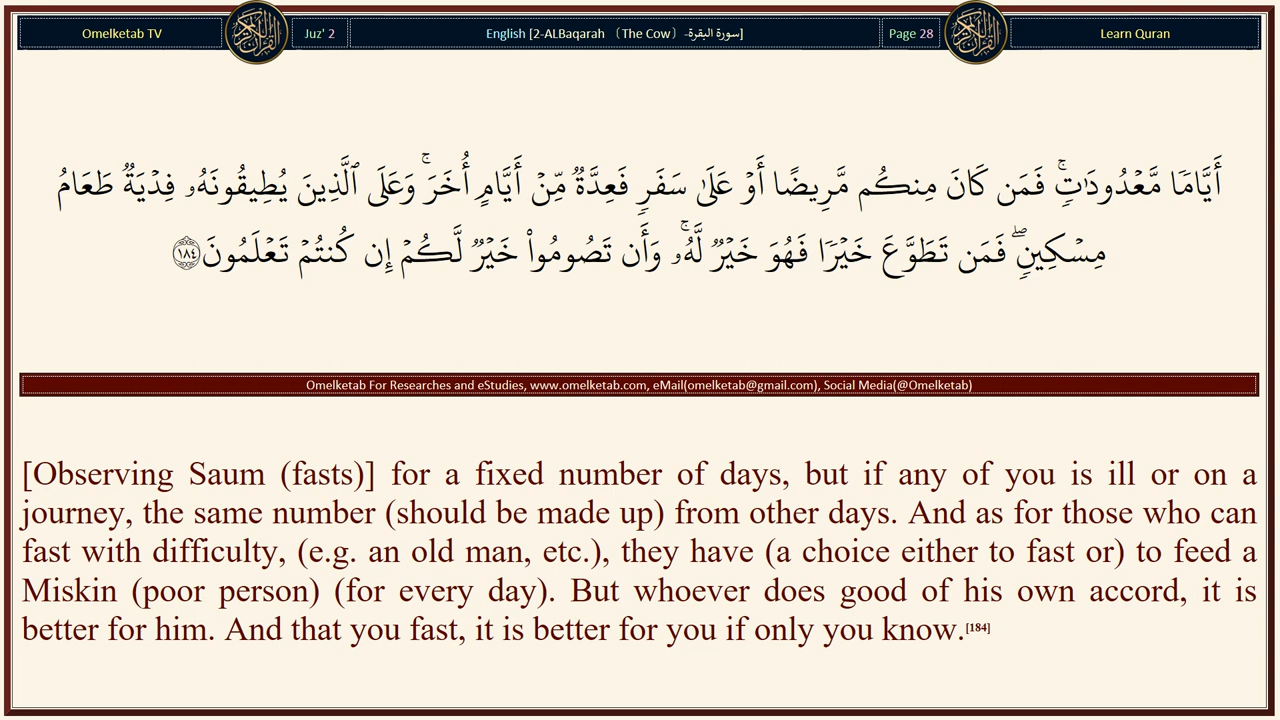 Omelketab TV
Juz' 2
English [2-ALBaqarah （The Cow） -سورة البقرة]
Page 28
Learn Quran
أَيَّامٗا مَّعۡدُودَٰتٖۚ فَمَن كَانَ مِنكُم مَّرِيضًا أَوۡ عَلَىٰ سَفَرٖ فَعِدَّةٞ مِّنۡ أَيَّامٍ أُخَرَۚ وَعَلَى ٱلَّذِينَ يُطِيقُونَهُۥ فِدۡيَةٞ طَعَامُ
مِسۡكِينٖۖ فَمَن تَطَوَّعَ خَيۡرٗا فَهُوَ خَيۡرٞ لَّهُۥۚ وَأَن تَصُومُواْ خَيۡرٞ لَّكُمۡ إِن كُنتُمۡ تَعۡلَمُونَ ١٨٤
Omelketab For Researches and eStudies, www.omelketab.com, eMail(omelketab@gmail.com), Social Media(@Omelketab)
[Observing Saum (fasts)] for a fixed number of days, but if any of you is ill or on a
journey, the same number (should be made up) from other days. And as for those who can
fast with difficulty, (e.g. an old man, etc.), they have (a choice either to fast or) to feed a
Miskin (poor person) (for every day). But whoever does good of his own accord, it is
better for him. And that you fast, it is better for you if only you know.[184]